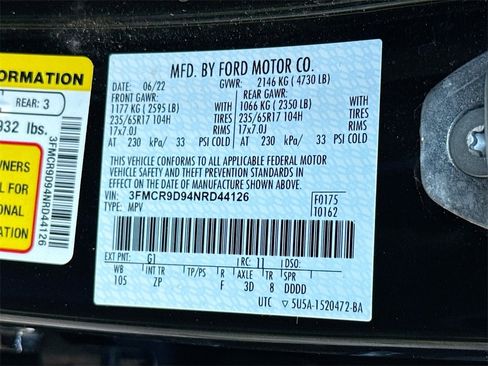 FORMATION
REAR: 3
932 lbs.
WNERS
L FOR
ONAL
ION
3FMCR9D94NRD44126
MFD. BY FORD MOTOR CO.
06/22 GVWR: 2146 KG ( 4730 LB)
FRONT GAWR: REAR GAWR:
1177 KG ( 2595 LB) WITH 1066 KG ( 2350 LB) WITH
235/65R17 104H TIRES 235/65R17 104H TIRES
17x7.0J RIMS 17x7.0J RIMS
AT 230 kPa/ 33 PSI COLD AT 230 kPa/ 33 PSI COLD
THIS VEHICLE CONFORMS TO ALL APPLICABLE FEDERAL MOTOR
VEHICLE SAFETY AND THEFT PREVENTION STANDARDS IN EFFECT
ON THE DATE OF MANUFACTURE SHOWN ABOVE.
VIN: 3FMCR9D94NRD44126 F0175
TYPE: MPV T0162
EXT PNT: G1 RC: 11 DSO:
WB INT TR TP/PS R AXLE TR SPR
105 ZP F 3D 8 DDDD
UTC 5U5A-1520472-BA